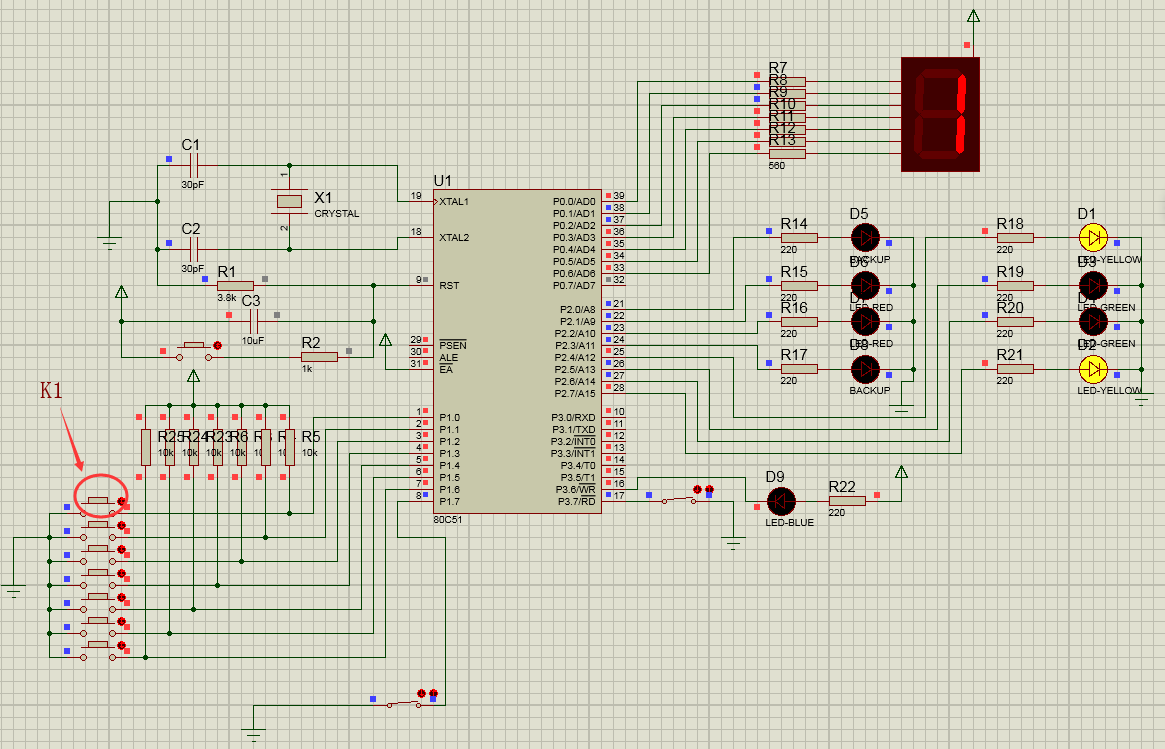 C1
30pF
1
X1
CRYSTAL
2
C2
30pF
R1
3.8k
C3
10uF
R2
1k
U1
19
XTAL1
18
XTAL2
9
RST
29
PSEN
30
ALE
31
EA
1
P1.0
2
P1.1
3
P1.2
4
P1.3
5
P1.4
6
P1.5
7
P1.6
8
P1.7
80C51
P0.0/AD0
39
P0.1/AD1
38
P0.2/AD2
37
P0.3/AD3
36
P0.4/AD4
35
P0.5/AD5
34
P0.6/AD6
33
P0.7/AD7
32
P2.0/A8
21
P2.1/A9
22
P2.2/A10
23
P2.3/A11
24
P2.4/A12
25
P2.5/A13
26
P2.6/A14
27
P2.7/A15
28
P3.0/RXD
10
P3.1/TXD
11
P3.2/INT0
12
P3.3/INT1
13
P3.4/T0
14
P3.5/T1
15
P3.6/WR
16
P3.7/RD
17
R7
R8
R9
R10
R11
R12
R13
560
1
R14
220
R15
220
R16
220
R17
220
D5
BACKUP
LED-RED
LED-RED
BACKUP
R18
220
R19
220
R20
220
R21
220
D1
LED-YELLOW
D3
LED-GREEN
LED-GREEN
D2
LED-YELLOW
D9
LED-BLUE
R22
220
K1
R25
10k
R24
10k
R23
10k
R6
10k
10k
10k
R5
10k